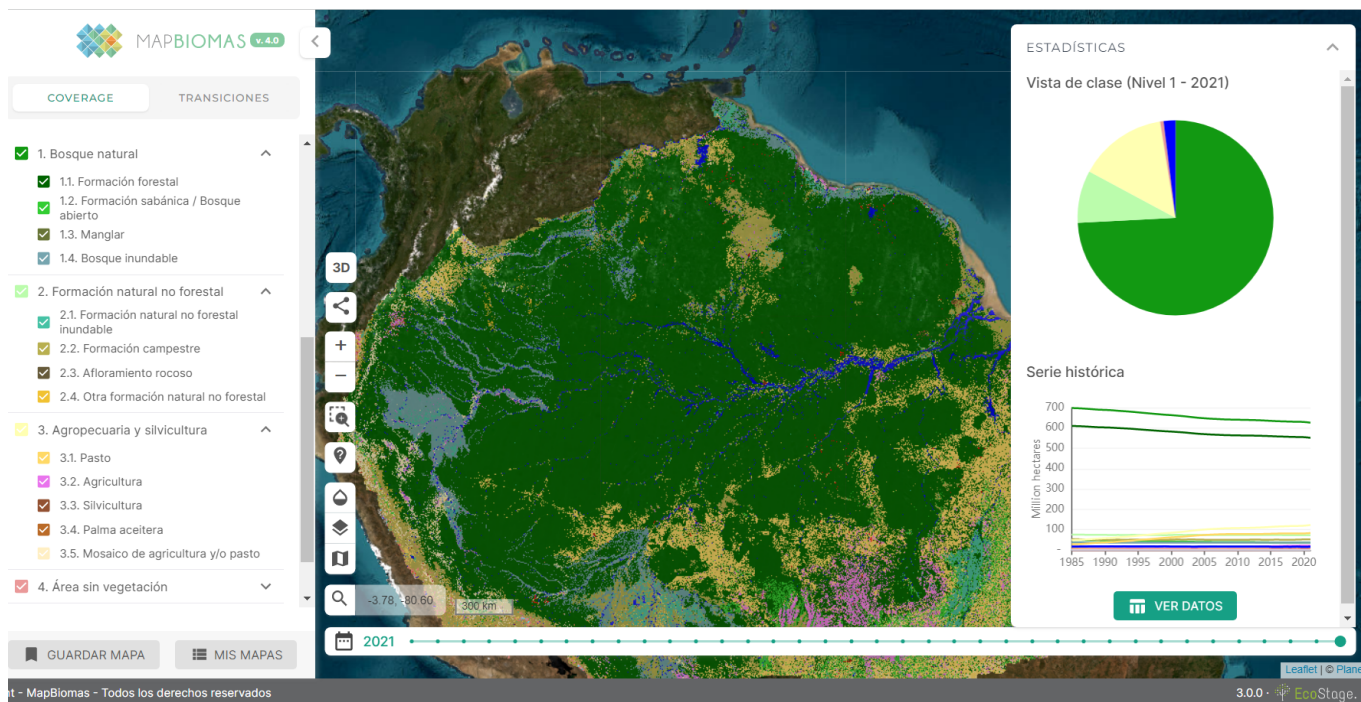 MAPBIOMAS v. 4.0
COVERAGE
TRANSICIONES
1. Bosque natural
1.1. Formación forestal
1.2. Formación sabánica / Bosque
abierto
1.3. Manglar
1.4. Bosque inundable
2. Formación natural no forestal
2.1. Formación natural no forestal
inundable
2.2. Formación campestre
2.3. Afloramiento rocoso
2.4. Otra formación natural no forestal
3. Agropecuaria y silvicultura
3.1. Pasto
3.2. Agricultura
3.3. Silvicultura
3.4. Palma aceitera
3.5. Mosaico de agricultura y/o pasto
4. Área sin vegetación
GUARDAR MAPA
MIS MAPAS
3D
+
−
-3.78, -80.60
300 km
2021
ESTADÍSTICAS
Vista de clase (Nivel 1 - 2021)
Serie histórica
Million hectares
700
600
500
400
300
200
100
-
1985 1990 1995 2000 2005 2010 2015 2020
VER DATOS
Leaflet | © Plane
nt - MapBiomas - Todos los derechos reservados
3.0.0 · EcoStage.